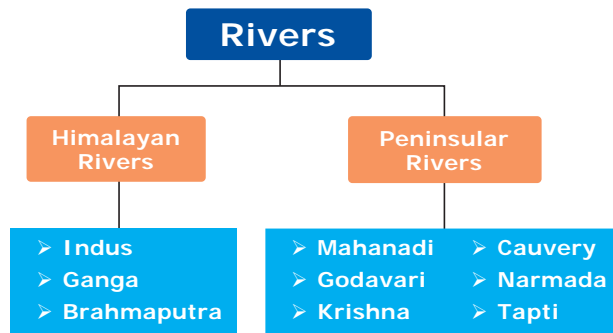 Rivers
Himalayan
Rivers
Peninsular
Rivers
➢ Indus
➢ Ganga
➢ Brahmaputra
➢ Mahanadi
➢ Godavari
➢ Krishna
➢ Cauvery
➢ Narmada
➢ Tapti